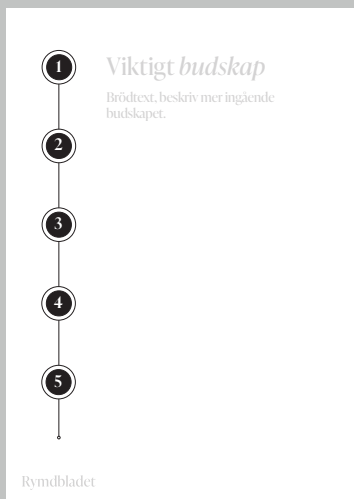 1
Viktigt budskap
Brödtext, beskriv mer ingående
budskapet.
2
3
4
5
Rymdbladet